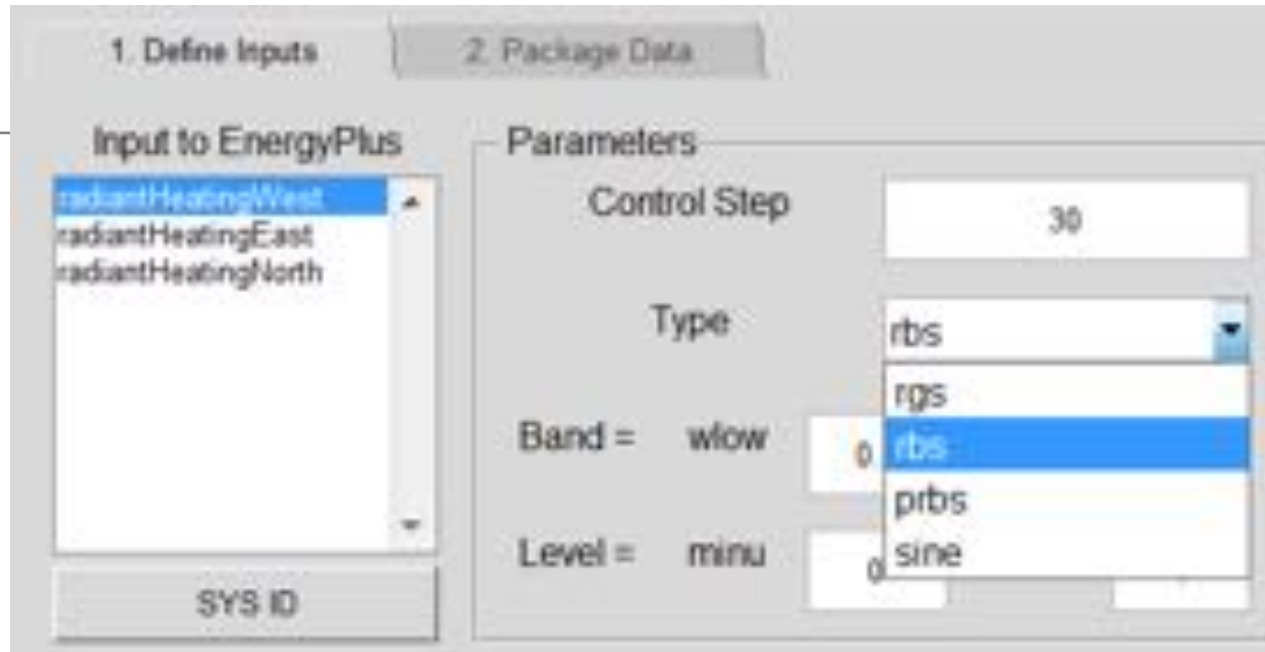 1. Define Inputs 2. Package Data
Input to EnergyPlus
radiantHeatingWest
radiantHeatingEast
radiantHeatingNorth
SYS ID
Parameters
Control Step 30
Type rbs
rgs
rbs
prbs
sine
Band = wlow 0
Level = minu 0